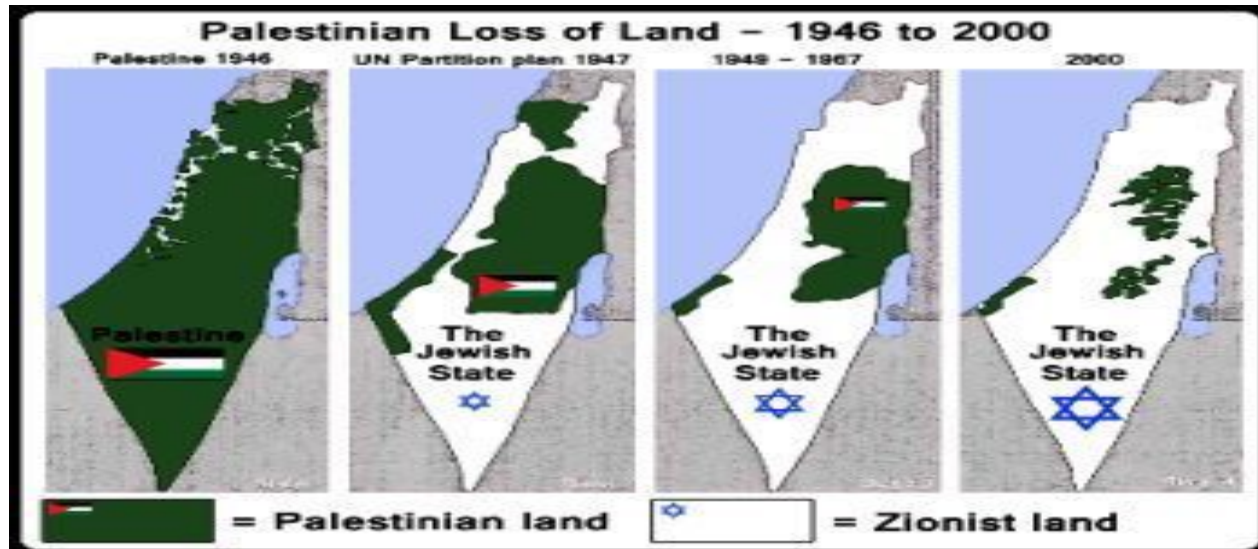 Palestinian Loss of Land - 1946 to 2000
Palestine 1946
UN Partition plan 1947
1949 - 1967
2000
Palestine
The
Jewish
State
The
Jewish
State
The
Jewish
State
= Palestinian land
= Zionist land